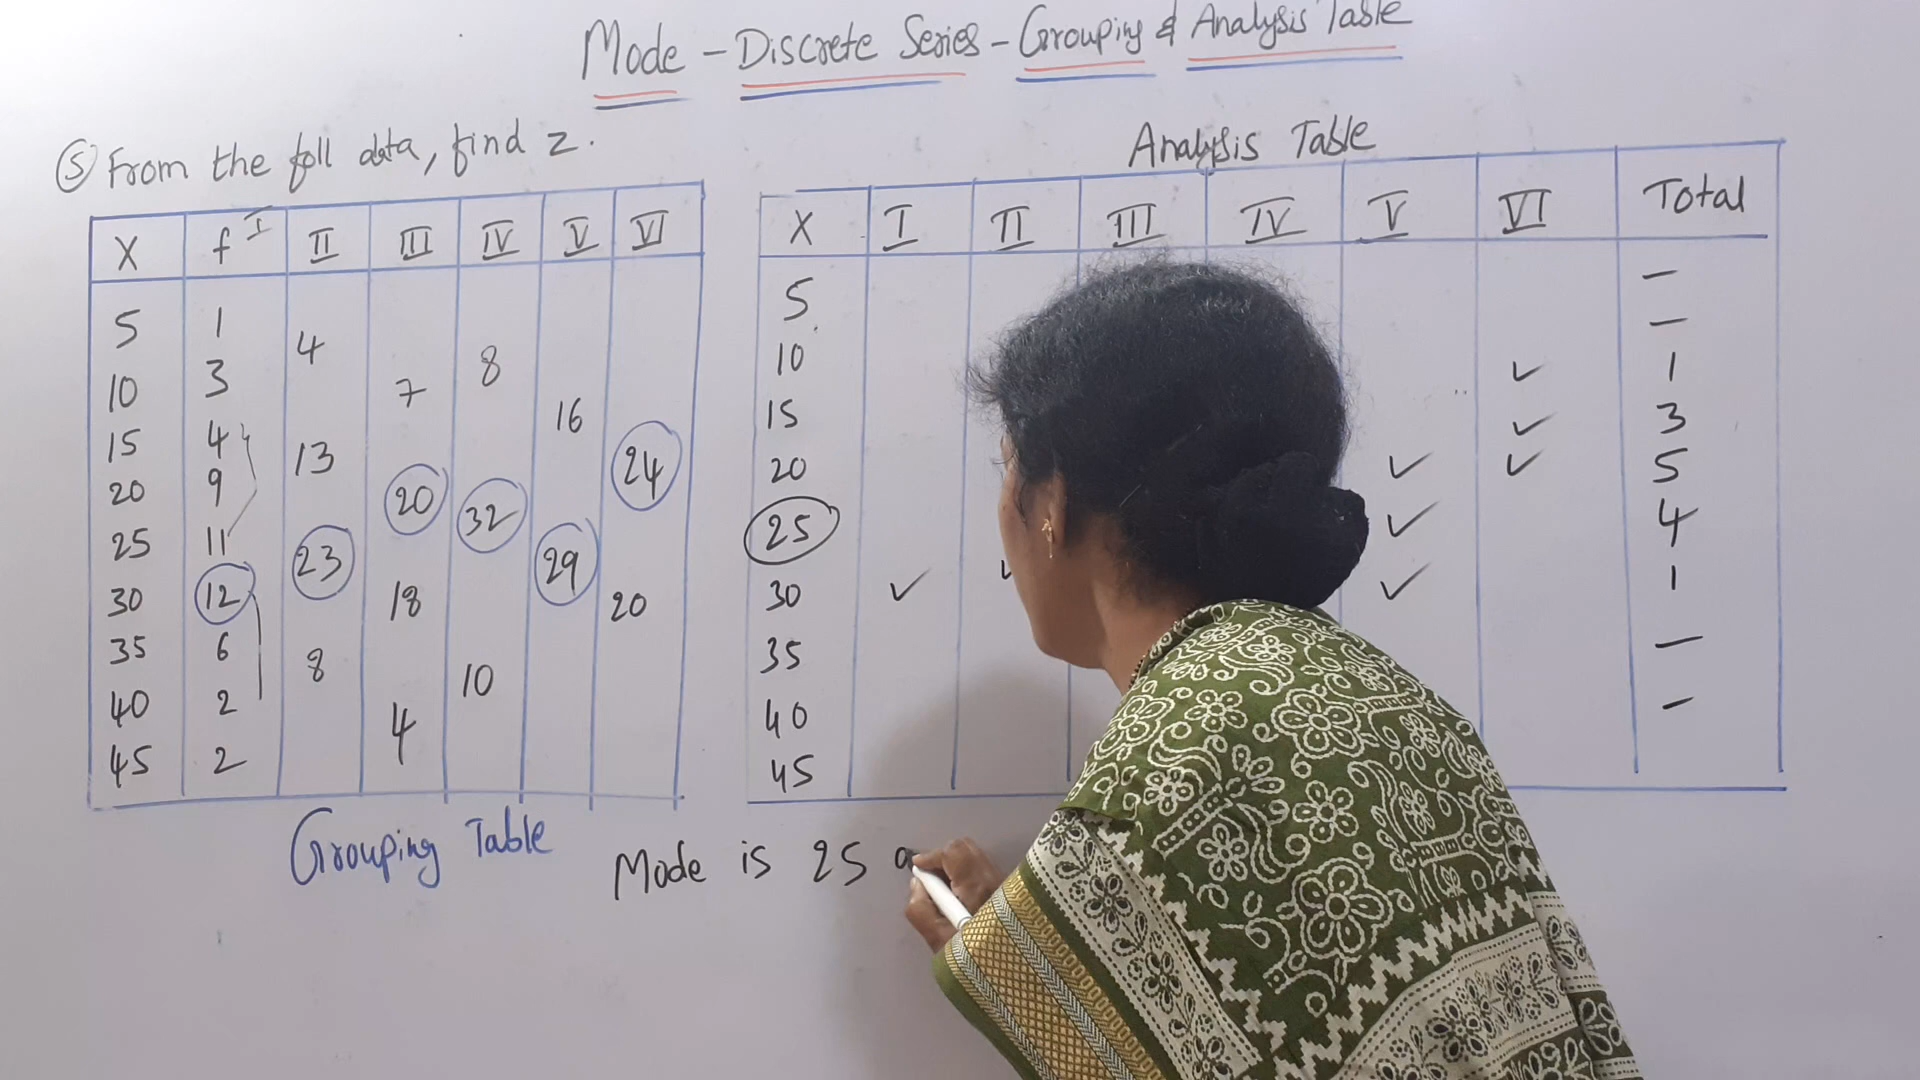 Mode - Discrete Series - Grouping & Analysis Table
⑤ From the foll data, find Z.
X f I II III IV V VI
5 1
4
10 3
7 8
15 4
13 16
20 9
20 32 24
25 11
23 29
30 12
18 20
35 6
8 10
40 2
4
45 2
Grouping Table
Analysis Table
X I II III IV V VI Total
5 –
10 –
15 ✓ 1
20 ✓ 3
25 ✓ ✓ 5
30 ✓ ✓ ✓ 4
35 1
40 –
45 –
Mode is 25